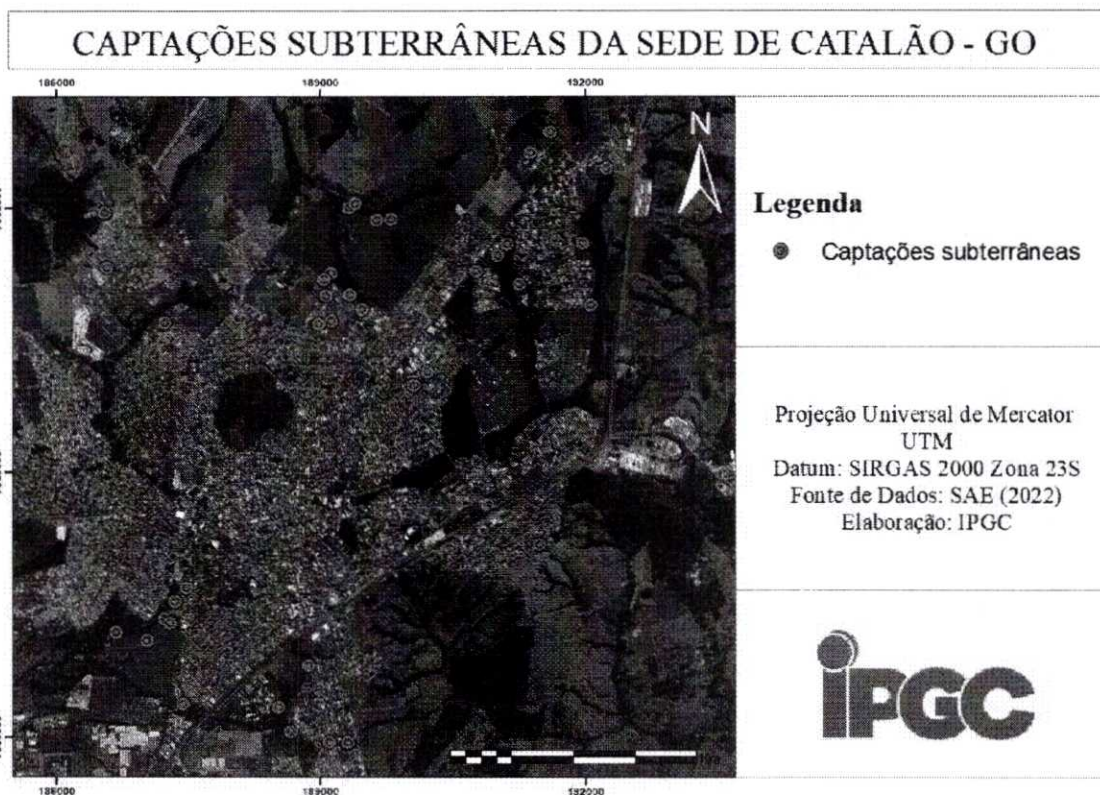 CAPTAÇÕES SUBTERRÂNEAS DA SEDE DE CATALÃO - GO
186000 189000 192000
N
Legenda
Captações subterrâneas
Projeção Universal de Mercator
UTM
Datum: SIRGAS 2000 Zona 23S
Fonte de Dados: SAE (2022)
Elaboração: IPGC
iPGC
186000 189000 192000